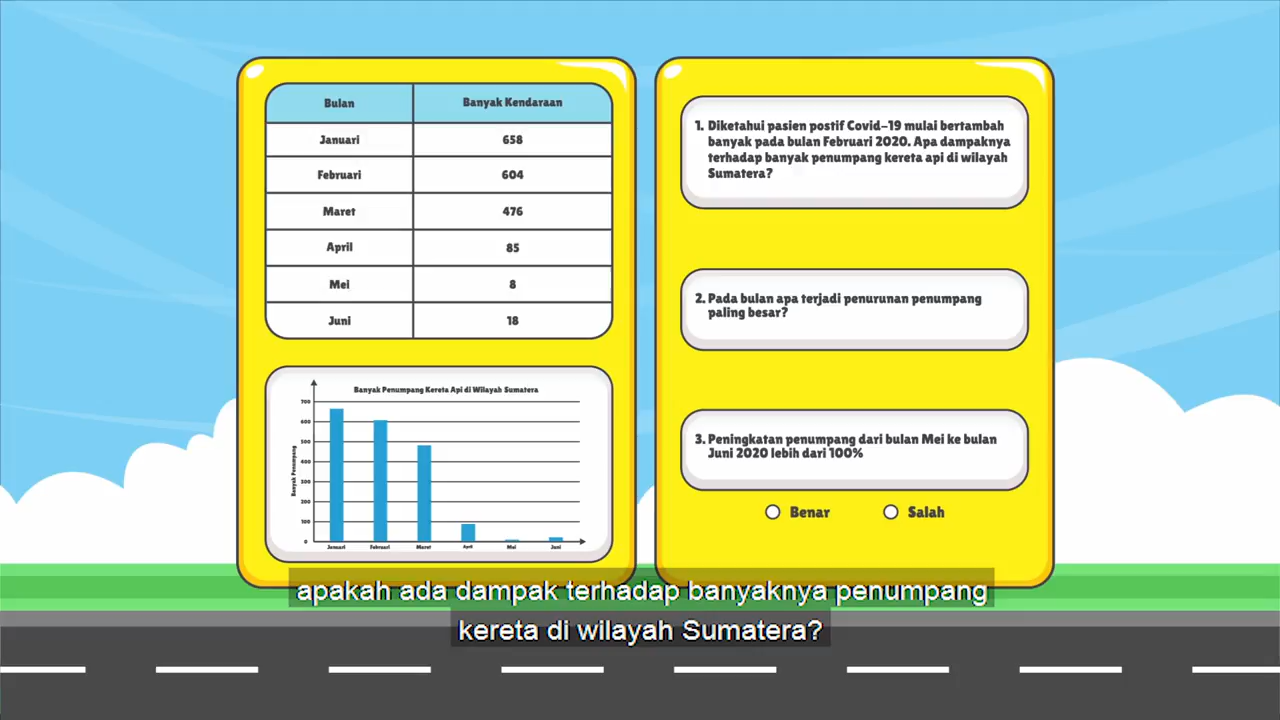 Bulan Banyak Kendaraan
Januari 658
Februari 604
Maret 476
April 85
Mei 8
Juni 18
Banyak Penumpang Kereta Api di Wilayah Sumatera
Banyak Penumpang
700
600
500
400
300
200
100
0
Januari Februari Maret April Mei Juni
1. Diketahui pasien postif Covid-19 mulai bertambah
banyak pada bulan Februari 2020. Apa dampaknya
terhadap banyak penumpang kereta api di wilayah
Sumatera?
2. Pada bulan apa terjadi penurunan penumpang
paling besar?
3. Peningkatan penumpang dari bulan Mei ke bulan
Juni 2020 lebih dari 100%
Benar Salah
apakah ada dampak terhadap banyaknya penumpang
kereta di wilayah Sumatera?